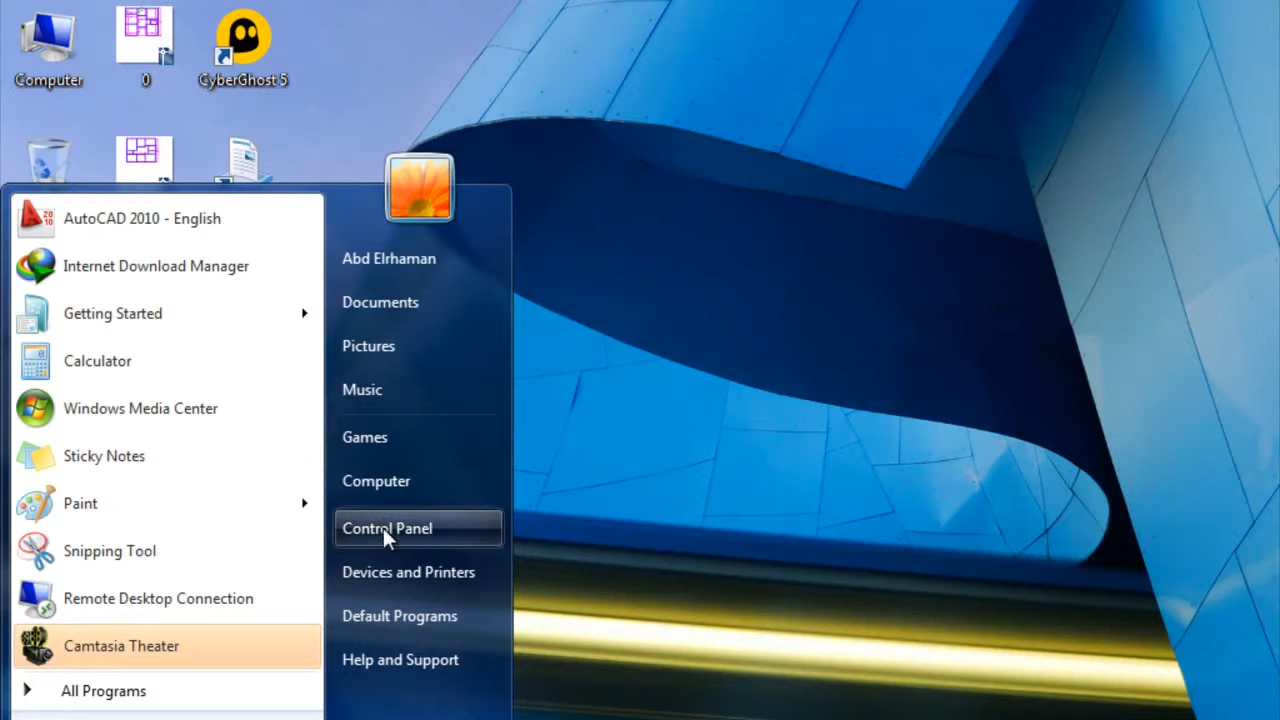 Computer
0
CyberGhost 5
AutoCAD 2010 - English
Internet Download Manager
Getting Started
Calculator
Windows Media Center
Sticky Notes
Paint
Snipping Tool
Remote Desktop Connection
Camtasia Theater
All Programs
Abd Elrhaman
Documents
Pictures
Music
Games
Computer
Control Panel
Devices and Printers
Default Programs
Help and Support